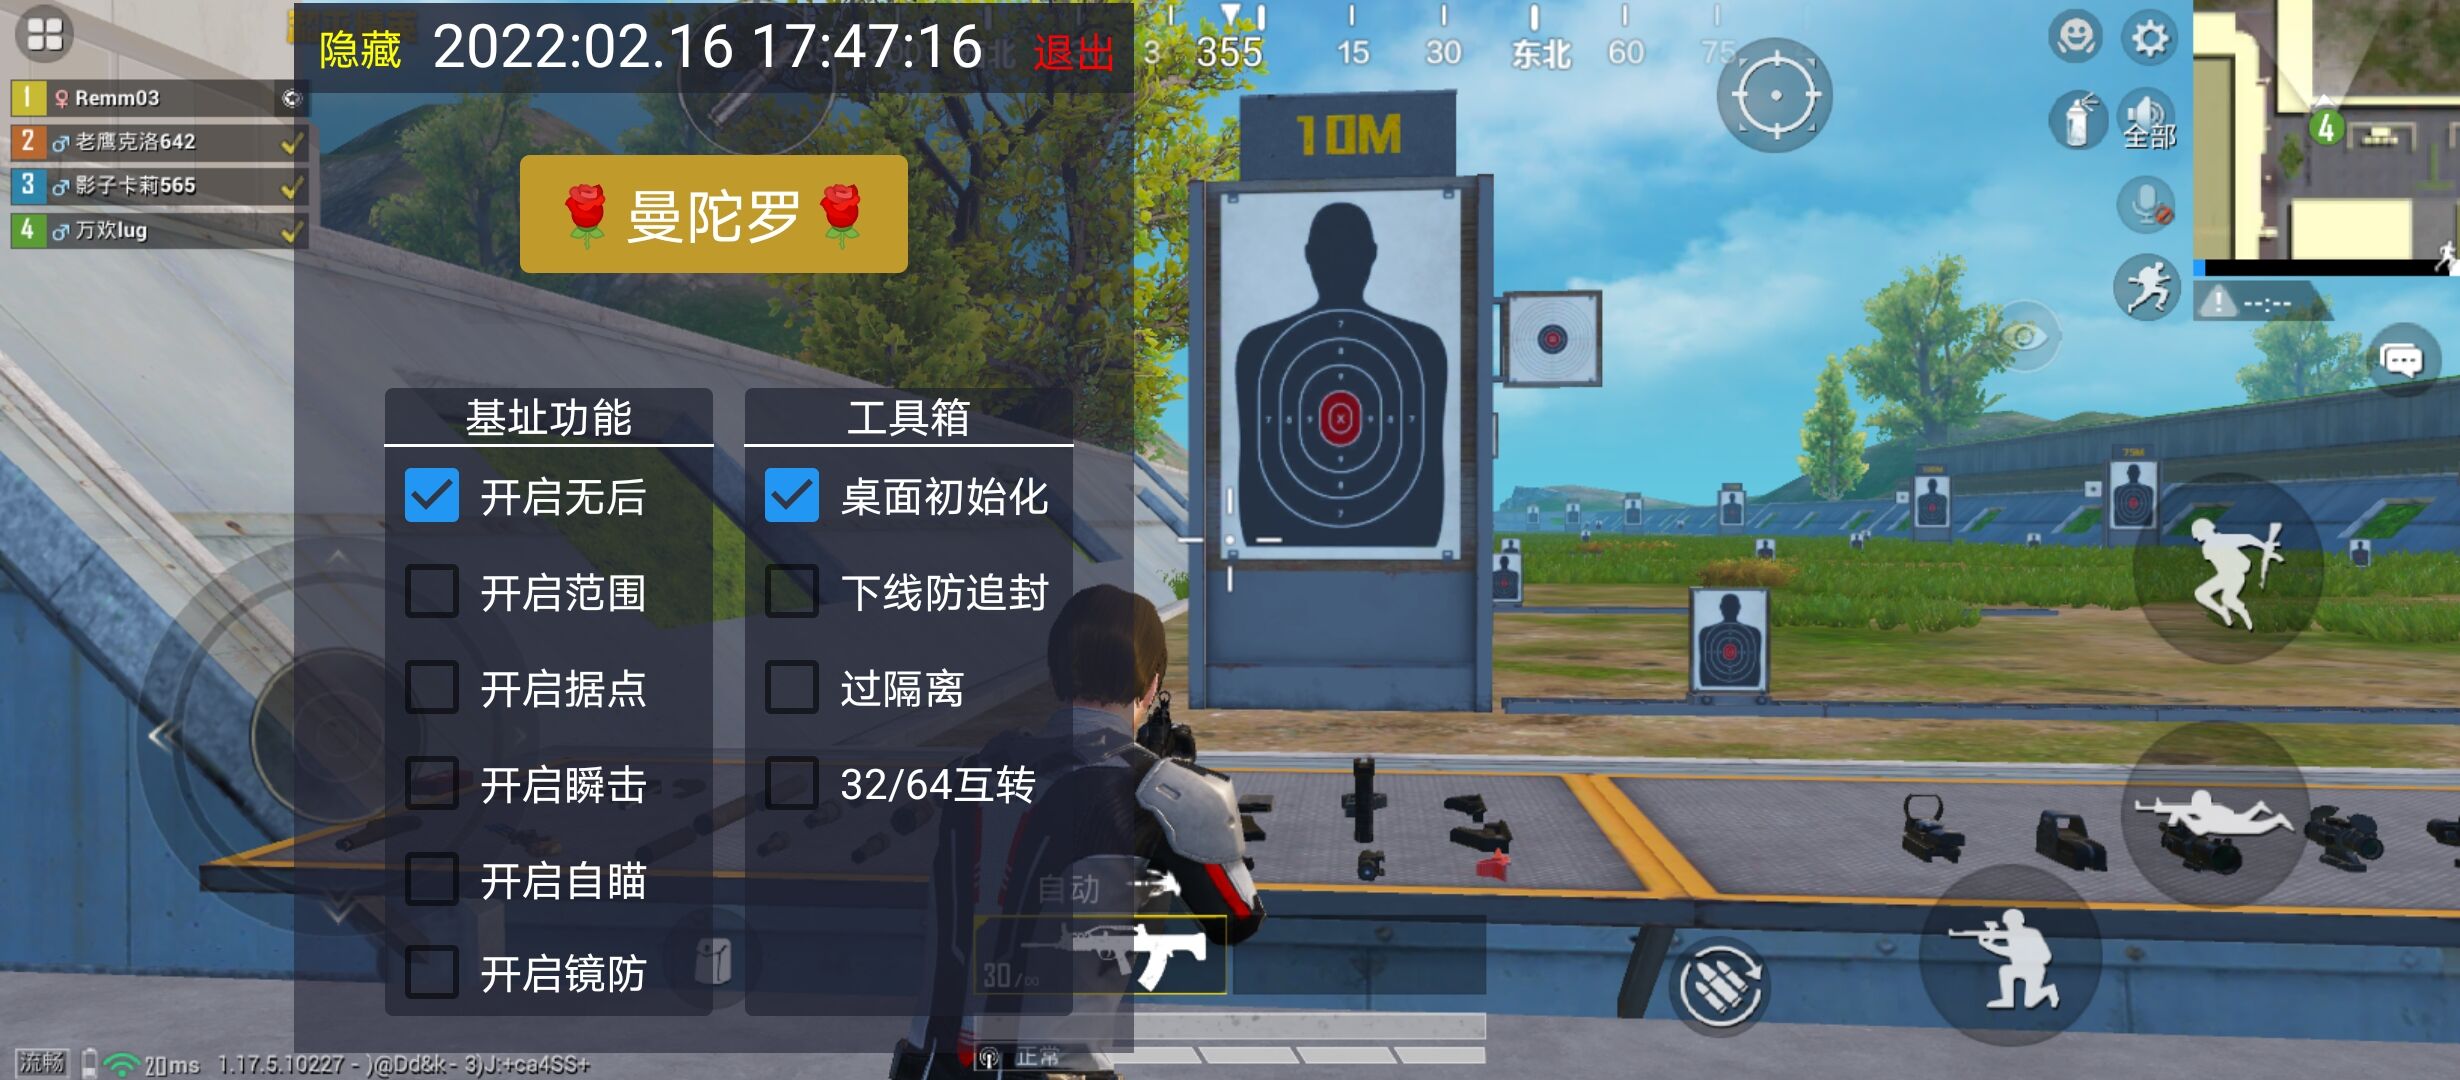 隐藏 2022:02.16 17:47:16 退出
3 355 15 30 东北 60 75
1 Remm03
2 老鹰克洛642
3 影子卡莉565
4 万欢lug
10M
全部
4
曼陀罗
--:--
基址功能
工具箱
开启无后
桌面初始化
开启范围
下线防追封
开启据点
过隔离
开启瞬击
32/64互转
开启自瞄
开启镜防
75M
100M
自动
30/∞
正常
流畅 20ms 1.17.5.10227 - )@Dd&k - 3)J:+ca4SS+